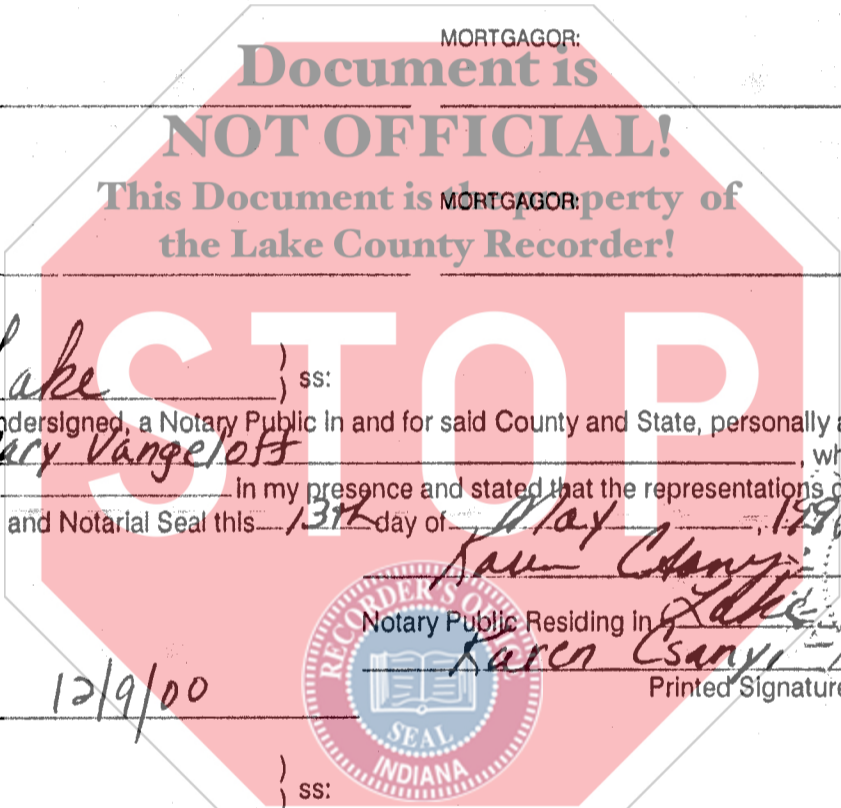 MORTGAGOR:
Document is
NOT OFFICIAL!
This Document is the property of
MORTGAGOR:
the Lake County Recorder!
STOP
ake
) ss:
ndersigned, a Notary Public in and for said County and State, personally a
ary Vangeloff , wh
in my presence and stated that the representations
and Notarial Seal this 13th day of May , 199
Karen Csanyi
Notary Public Residing in Lake
Karen Csanyi
Printed Signature
12/9/00
RECORDER'S OFFICE
SEAL
INDIANA
) ss: